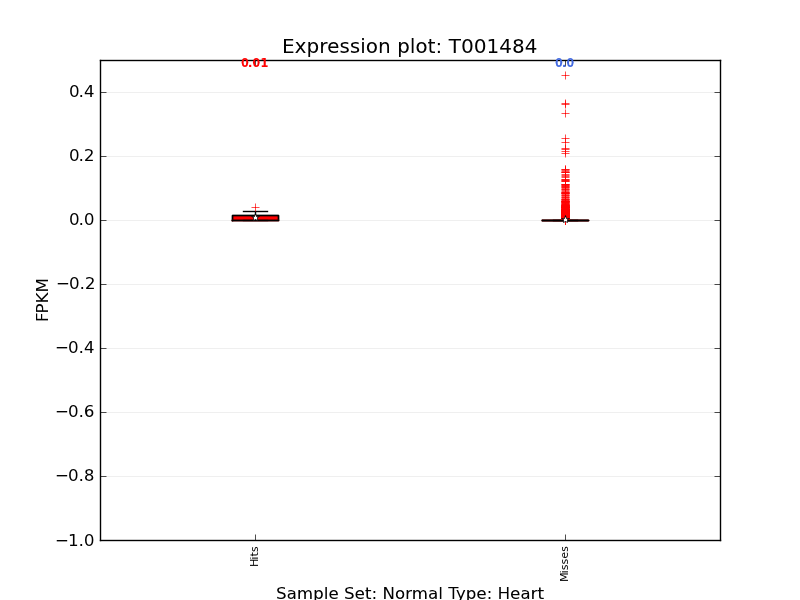 Expression plot: T001484
0.01
0.0
0.4
0.2
0.0
−0.2
−0.4
−0.6
−0.8
−1.0
FPKM
Hits
Misses
Sample Set: Normal Type: Heart